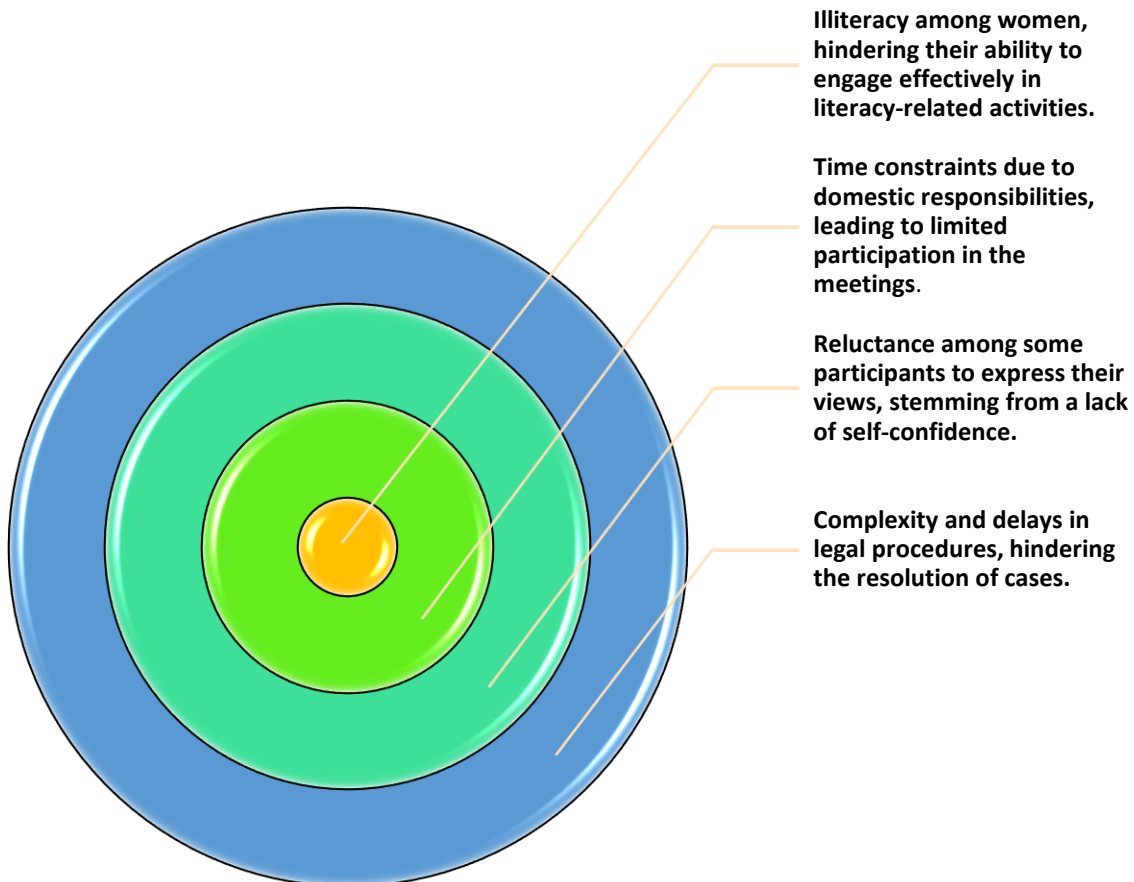 Illiteracy among women,
hindering their ability to
engage effectively in
literacy-related activities.
Time constraints due to
domestic responsibilities,
leading to limited
participation in the
meetings.
Reluctance among some
participants to express their
views, stemming from a lack
of self-confidence.
Complexity and delays in
legal procedures, hindering
the resolution of cases.